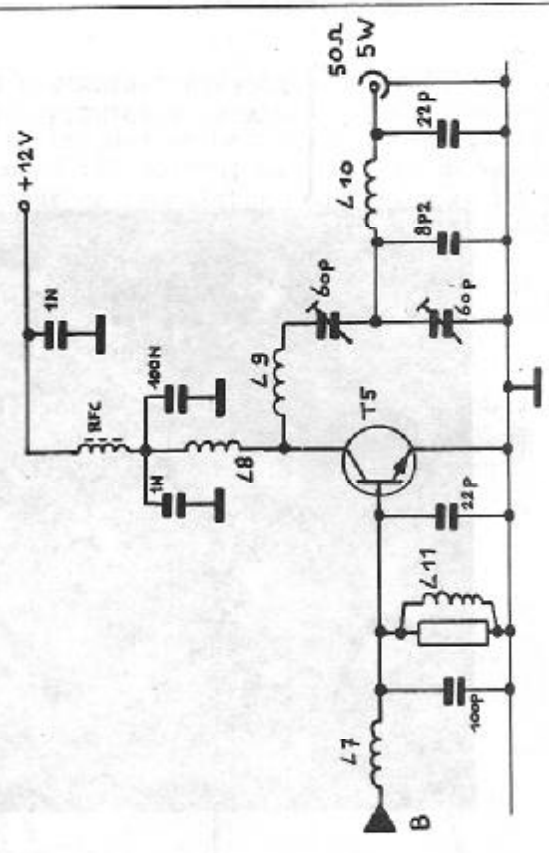 +12V
1N
RFC
100N
1N
L8
L9
60p
60p
L10
8p2
22p
50Ω
5W
T5
22p
L11
100p
L7
B